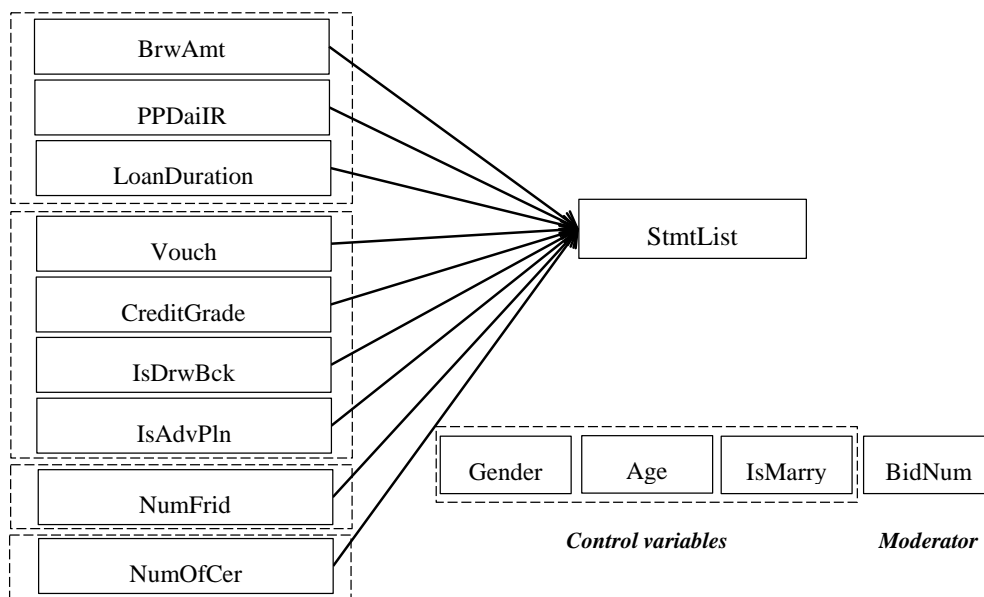 BrwAmt
PPDaiIR
LoanDuration
Vouch
CreditGrade
IsDrwBck
IsAdvPln
NumFrid
NumOfCer
StmtList
Gender Age IsMarry BidNum
Control variables Moderator